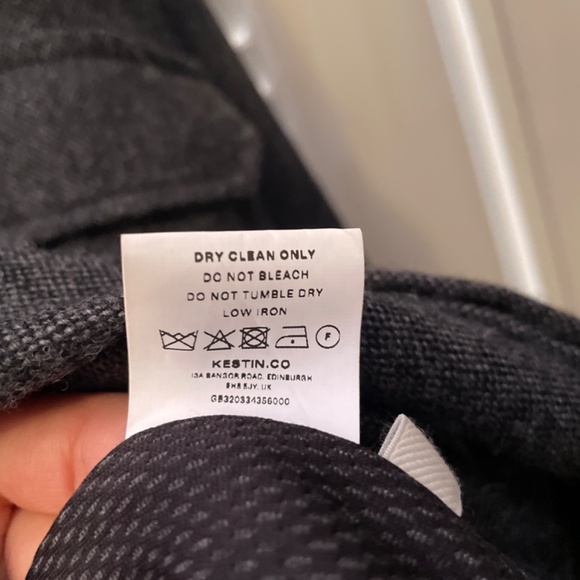 DRY CLEAN ONLY
DO NOT BLEACH
DO NOT TUMBLE DRY
LOW IRON
F
KESTIN.CO
13A BANGOR ROAD, EDINBURGH
EH6 5JY, UK
GB320334356000